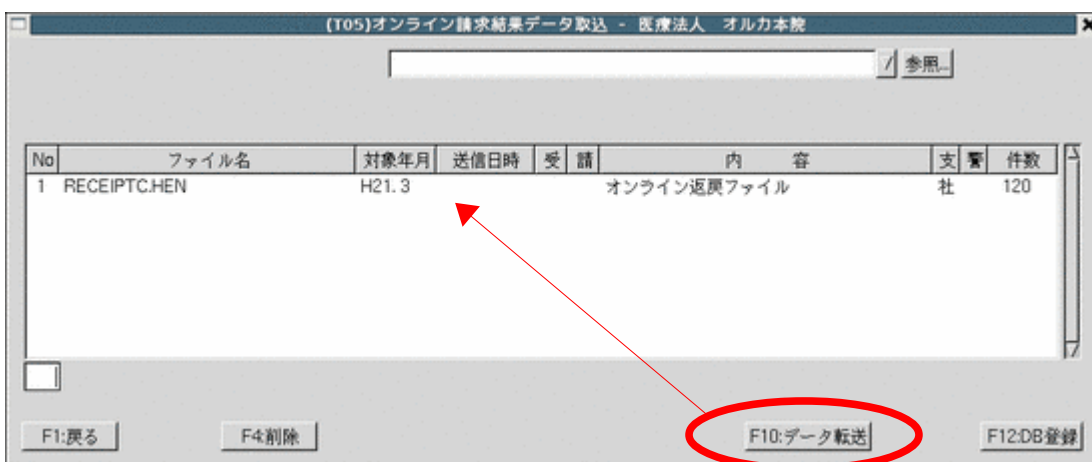 (T05)オンライン請求結果データ取込 - 医療法人 オルカ本院
/ 参照...
No ファイル名 対象年月 送信日時 受 請 内 容 支 警 件数
1 RECEIPTC.HEN H21. 3 オンライン返戻ファイル 社 120
F1:戻る F4:削除 F10:データ転送 F12:DB登録